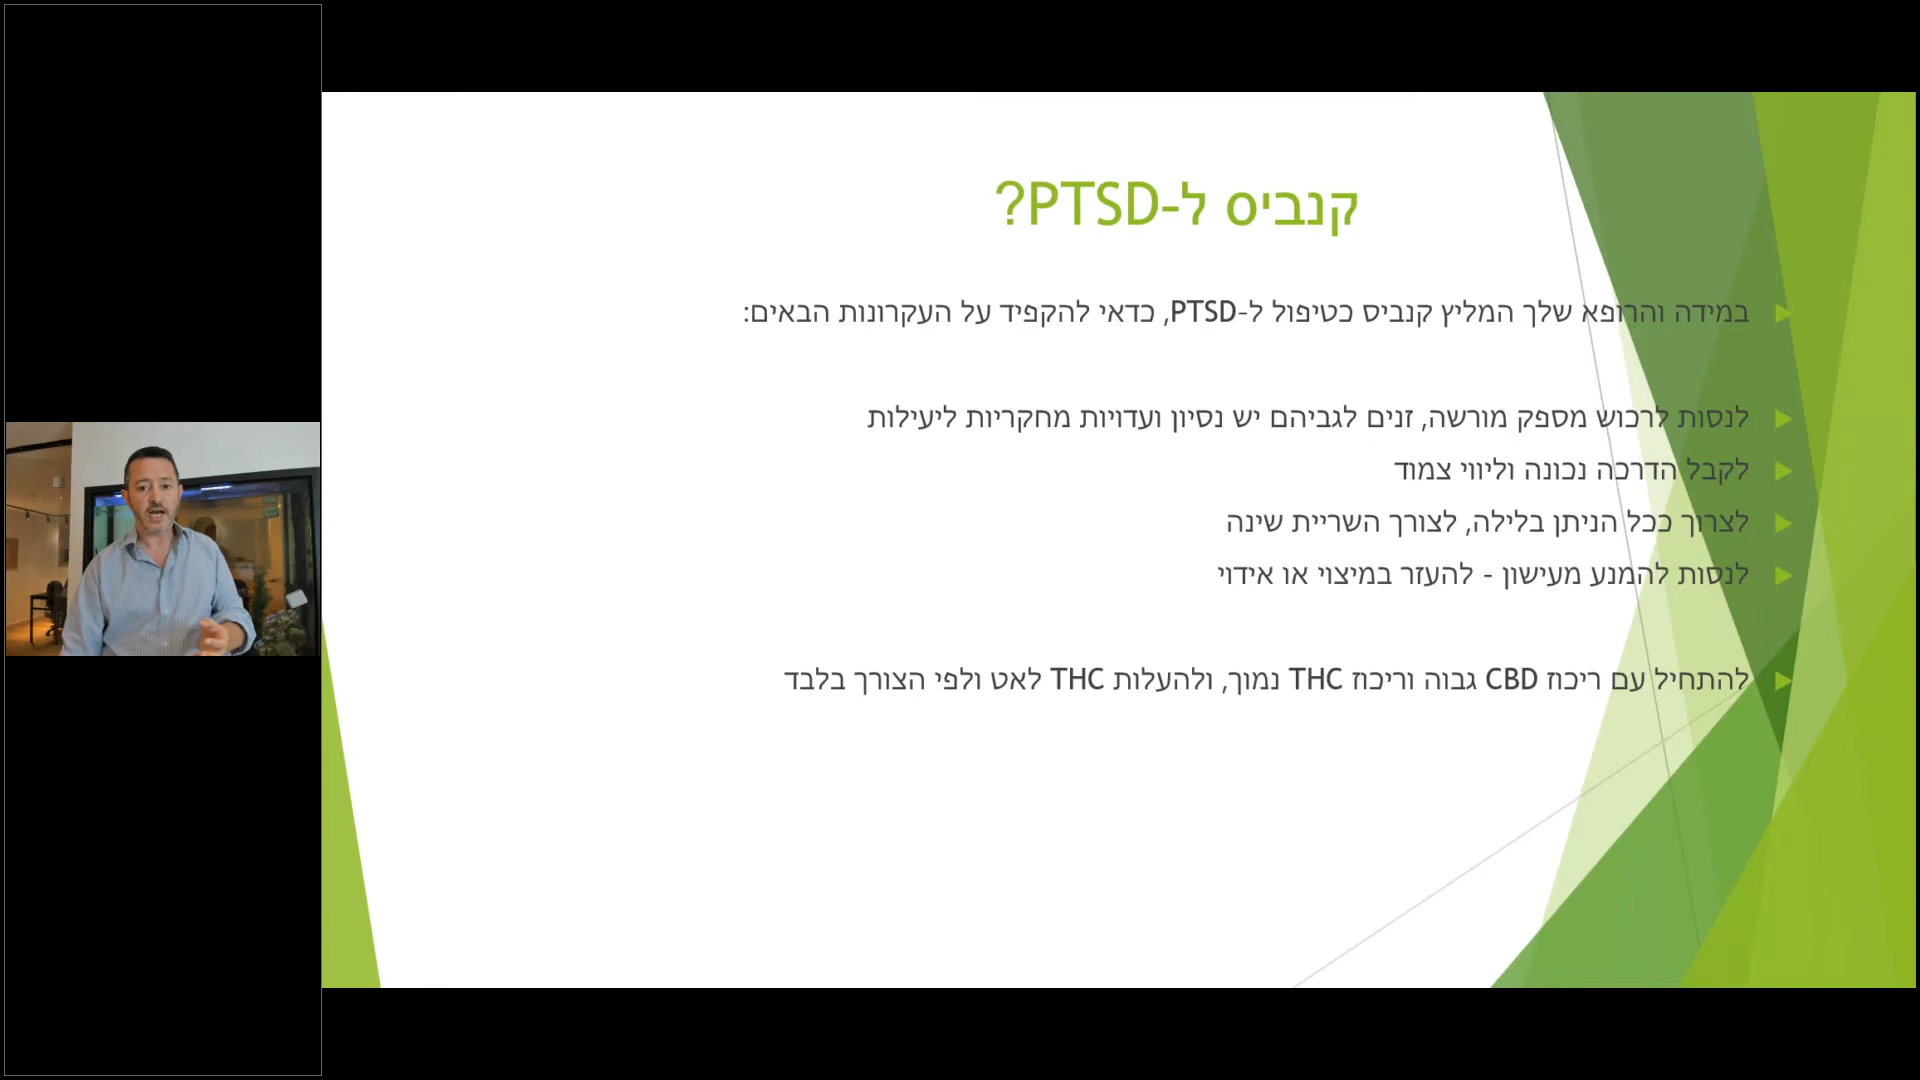 קנביס ל-PTSD?
במידה והרופא שלך המליץ קנביס כטיפול ל-PTSD, כדאי להקפיד על העקרונות הבאים:
לנסות לרכוש מספק מורשה, זנים לגביהם יש נסיון ועדויות מחקריות ליעילות
לקבל הדרכה נכונה וליווי צמוד
לצרוך ככל הניתן בלילה, לצורך השריית שינה
לנסות להמנע מעישון - להעזר במיצוי או אידוי
להתחיל עם ריכוז CBD גבוה וריכוז THC נמוך, ולהעלות THC לאט ולפי הצורך בלבד